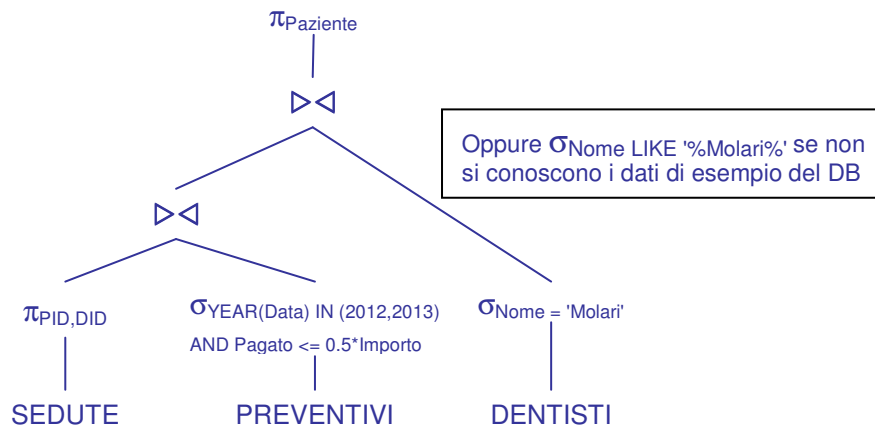 πPaziente
▷◁
Oppure σNome LIKE '%Molari%' se non
si conoscono i dati di esempio del DB
▷◁
πPID,DID
σYEAR(Data) IN (2012,2013)
AND Pagato <= 0.5*Importo
σNome = 'Molari'
SEDUTE
PREVENTIVI
DENTISTI